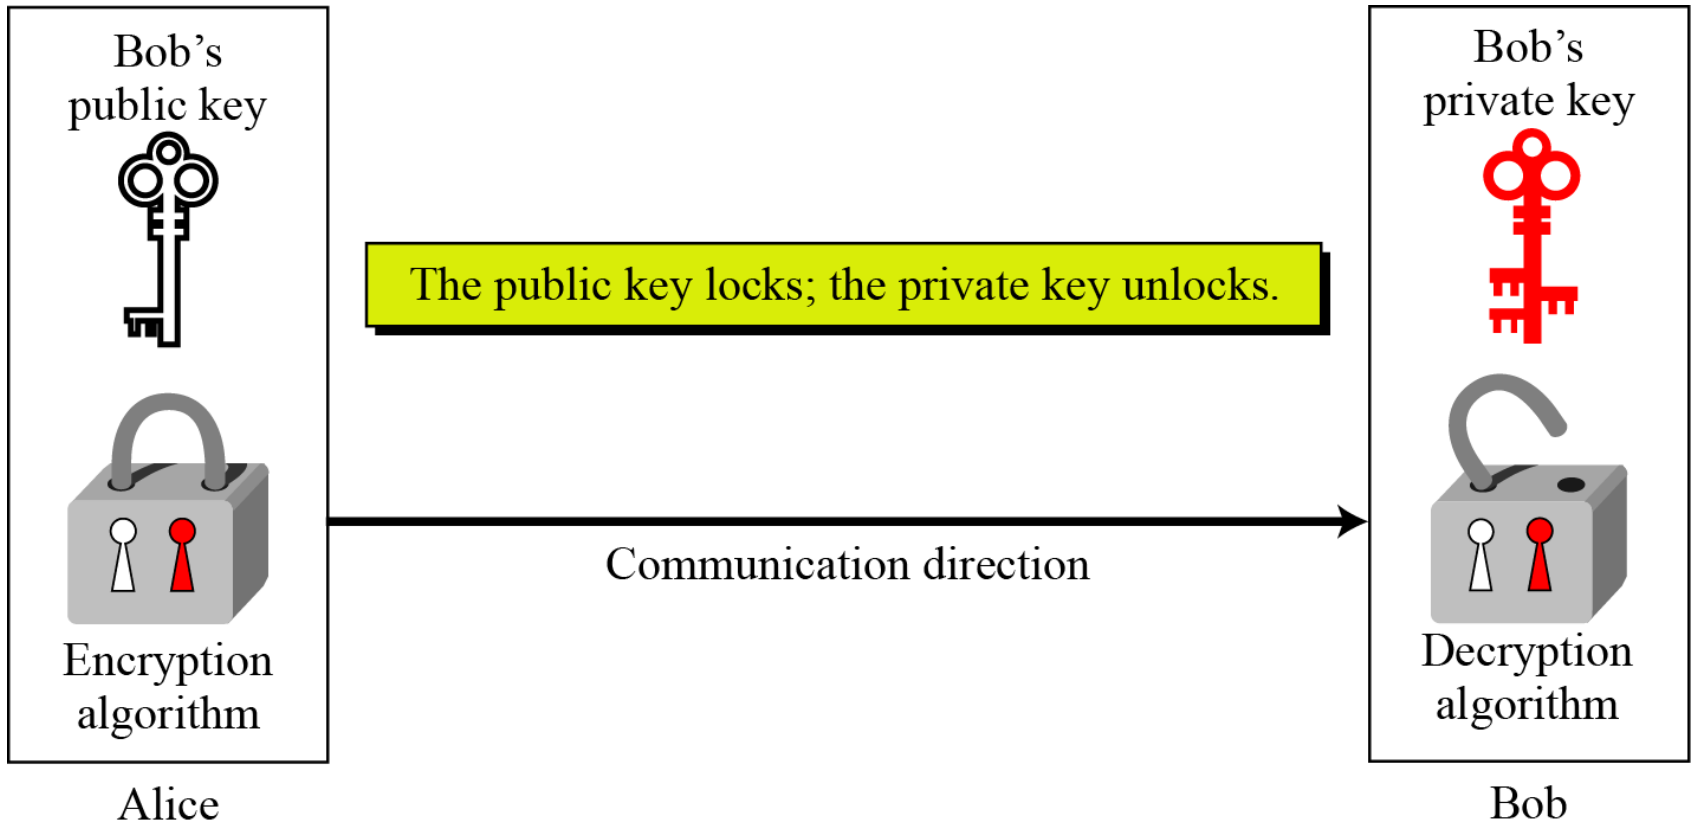 Bob’s
public key
Bob’s
private key
The public key locks; the private key unlocks.
Communication direction
Encryption
algorithm
Decryption
algorithm
Alice
Bob